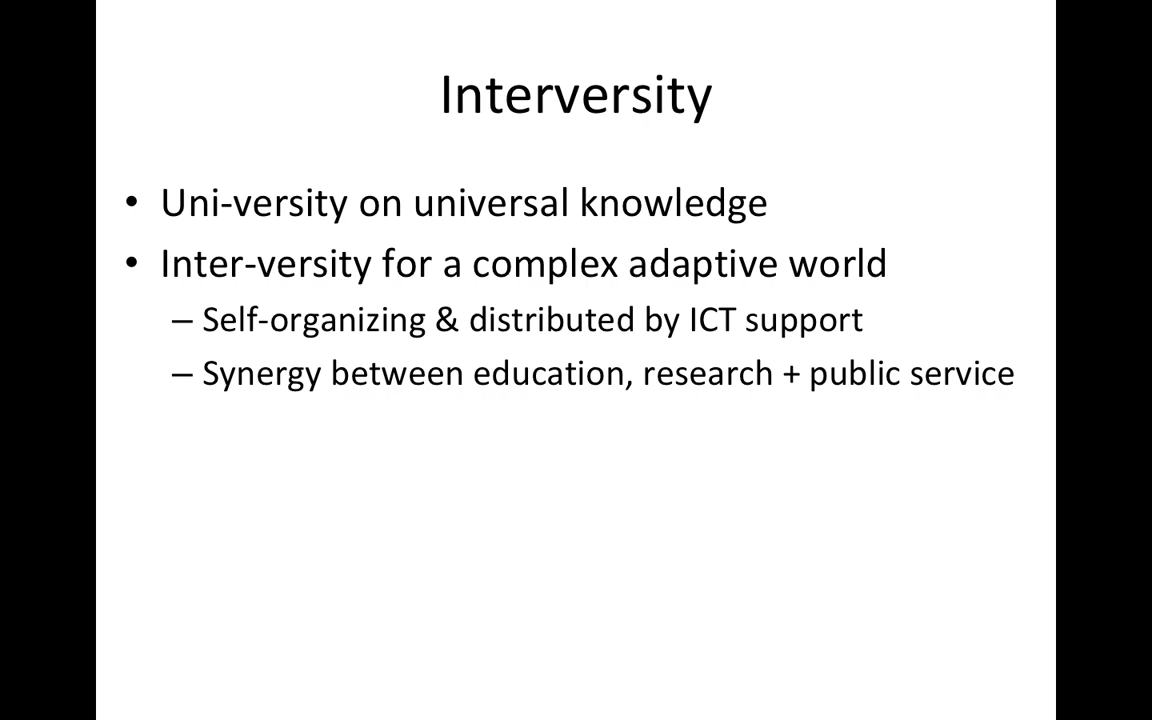 Interversity
• Uni-versity on universal knowledge
• Inter-versity for a complex adaptive world
– Self-organizing & distributed by ICT support
– Synergy between education, research + public service